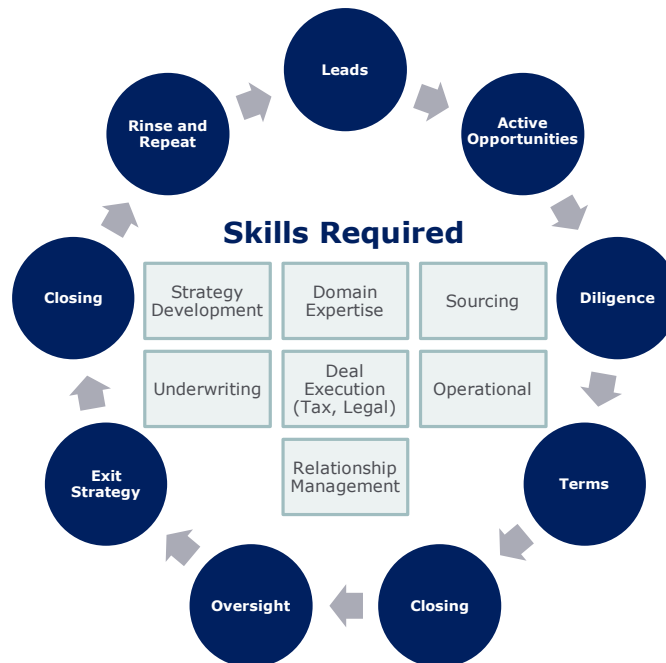 Leads
Active
Opportunities
Rinse and
Repeat
Skills Required
Closing
Strategy
Development
Domain
Expertise
Sourcing
Diligence
Underwriting
Deal
Execution
(Tax, Legal)
Operational
Relationship
Management
Exit
Strategy
Terms
Oversight
Closing